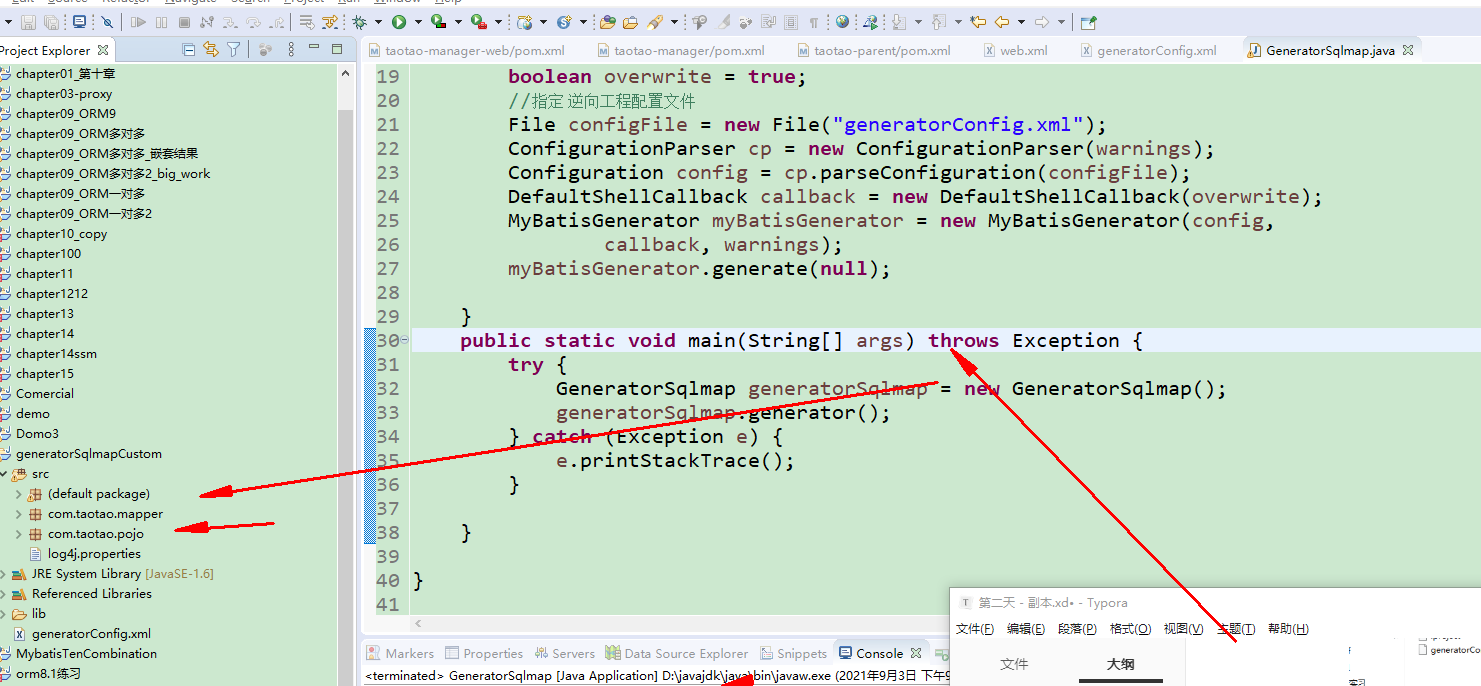 Project Explorer
chapter01_第十章
chapter03-proxy
chapter09_ORM9
chapter09_ORM多对多
chapter09_ORM多对多_嵌套结果
chapter09_ORM多对多2_big_work
chapter09_ORM一对多
chapter09_ORM一对多2
chapter10_copy
chapter100
chapter11
chapter1212
chapter13
chapter14
chapter14ssm
chapter15
Comercial
demo
Domo3
generatorSqlmapCustom
src
(default package)
com.taotao.mapper
com.taotao.pojo
log4j.properties
JRE System Library [JavaSE-1.6]
Referenced Libraries
lib
generatorConfig.xml
MybatisTenCombination
orm8.1练习
taotao-manager-web/pom.xml
taotao-manager/pom.xml
taotao-parent/pom.xml
web.xml
generatorConfig.xml
GeneratorSqlmap.java
19 boolean overwrite = true;
20 //指定 逆向工程配置文件
21 File configFile = new File("generatorConfig.xml");
22 ConfigurationParser cp = new ConfigurationParser(warnings);
23 Configuration config = cp.parseConfiguration(configFile);
24 DefaultShellCallback callback = new DefaultShellCallback(overwrite);
25 MyBatisGenerator myBatisGenerator = new MyBatisGenerator(config,
26 callback, warnings);
27 myBatisGenerator.generate(null);
28
29 }
30 public static void main(String[] args) throws Exception {
31 try {
32 GeneratorSqlmap generatorSqlmap = new GeneratorSqlmap();
33 generatorSqlmap.generator();
34 } catch (Exception e) {
35 e.printStackTrace();
36 }
37
38 }
39
40 }
41
Markers
Properties
Servers
Data Source Explorer
Snippets
Console
<terminated> GeneratorSqlmap [Java Application] D:\javajdk\java\bin\javaw.exe (2021年9月3日 下午9
T 第二天 - 副本.xd• - Typora
文件(F) 编辑(E) 段落(P) 格式(O) 视图(V) 主题(T) 帮助(H)
文件
大纲
generatorCo